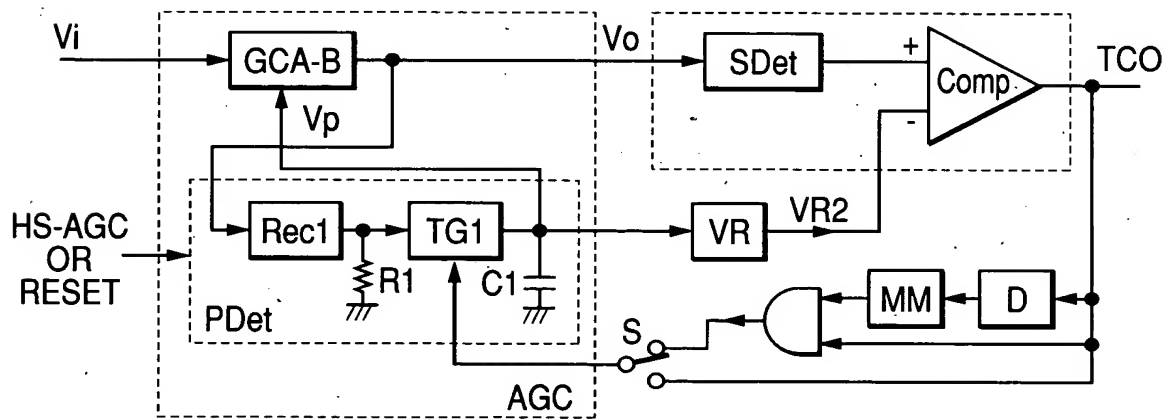 Vi
GCA-B
Vo
SDet
+
Comp
-
TCO
Vp
HS-AGC
OR
RESET
Rec1
TG1
R1
C1
PDet
VR
VR2
MM
D
S
AGC